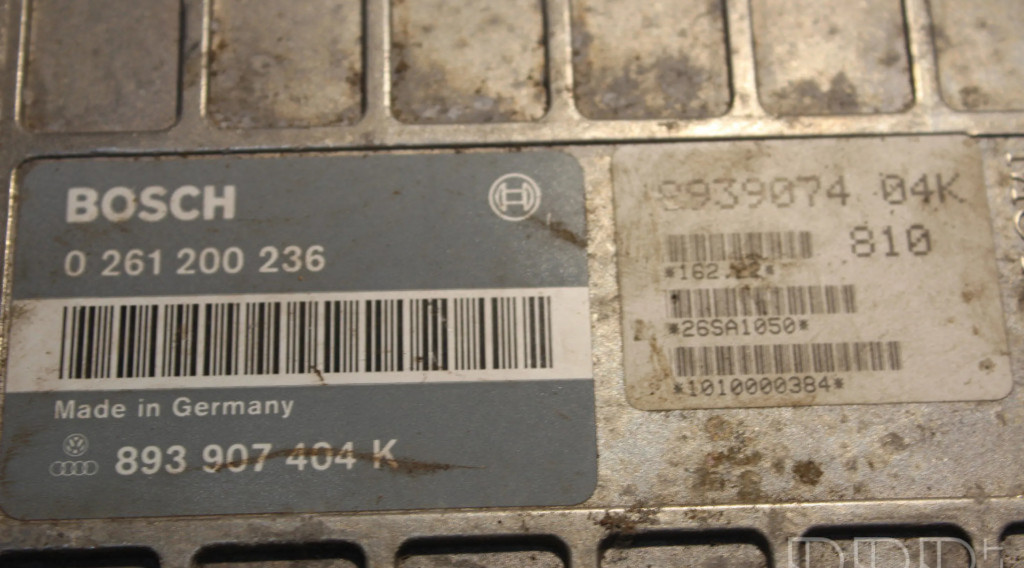 BOSCH
0 261 200 236
Made in Germany
893 907 404 K
8939074 04K
810
*26SA1050*
*1010000384*